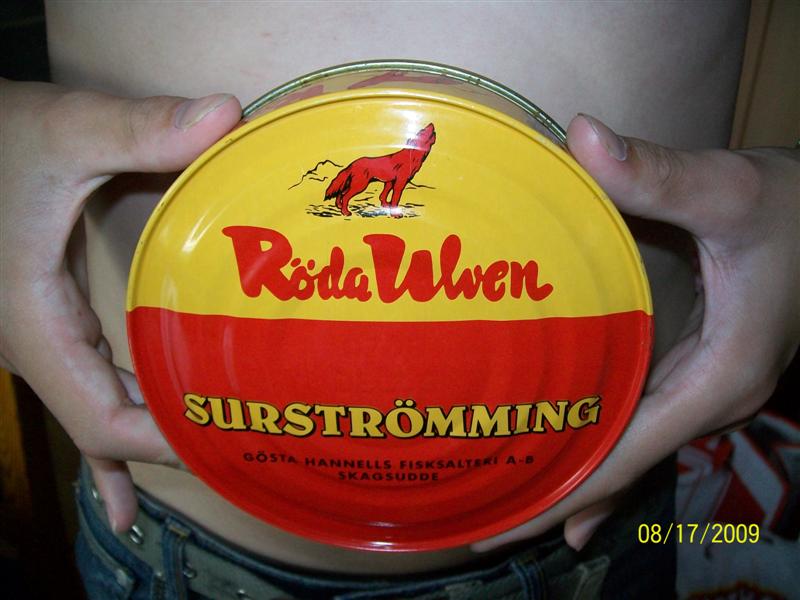 Röda Ulven
SURSTRÖMMING
GÖSTA HANNELLS FISKSALTERI A-B
SKAGSUDDE
08/17/2009